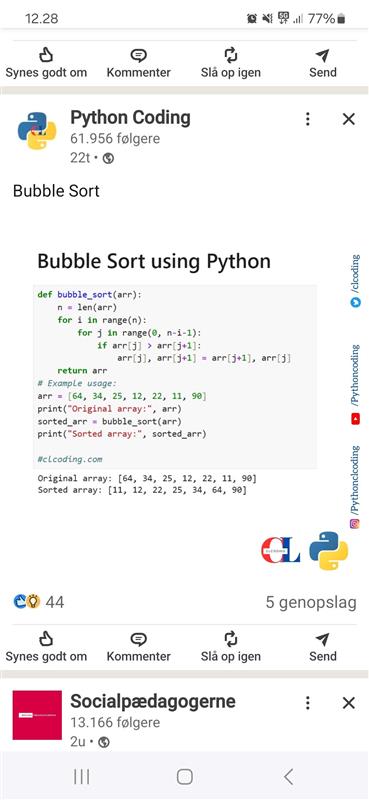 12.28
77%
Synes godt om Kommenter Slå op igen Send
Python Coding
61.956 følgere
22t •
Bubble Sort
Bubble Sort using Python
def bubble_sort(arr):
    n = len(arr)
    for i in range(n):
        for j in range(0, n-i-1):
            if arr[j] > arr[j+1]:
                arr[j], arr[j+1] = arr[j+1], arr[j]
    return arr
# Example usage:
arr = [64, 34, 25, 12, 22, 11, 90]
print("Original array:", arr)
sorted_arr = bubble_sort(arr)
print("Sorted array:", sorted_arr)
#clcoding.com
Original array: [64, 34, 25, 12, 22, 11, 90]
Sorted array: [11, 12, 22, 25, 34, 64, 90]
/clcoding
/Pythoncoding
/Pythonclcoding
CL
44
5 genopslag
Synes godt om Kommenter Slå op igen Send
Socialpædagogerne
13.166 følgere
2u •